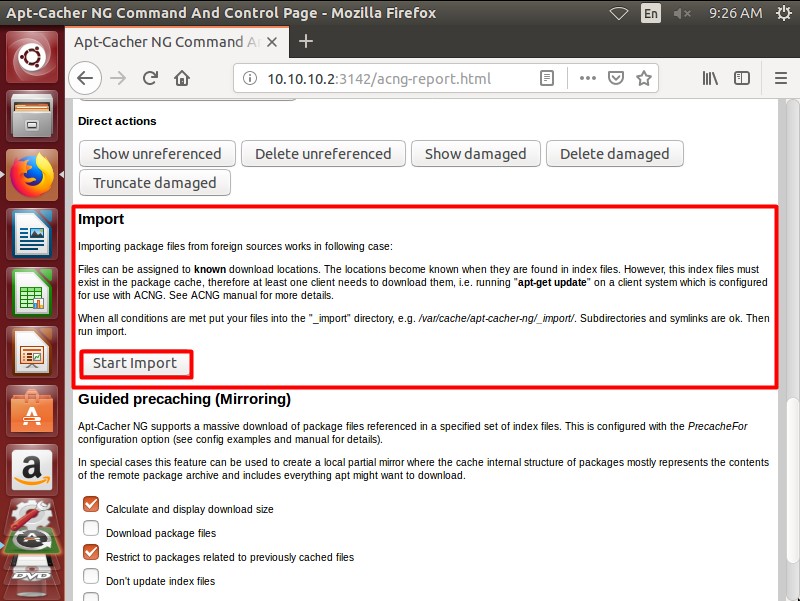 Apt-Cacher NG Command And Control Page - Mozilla Firefox
En
9:26 AM
Apt-Cacher NG Command A
10.10.10.2:3142/acng-report.html
Direct actions
Show unreferenced
Delete unreferenced
Show damaged
Delete damaged
Truncate damaged
Import
Importing package files from foreign sources works in following case:
Files can be assigned to known download locations. The locations become known when they are found in index files. However, this index files must
exist in the package cache, therefore at least one client needs to download them, i.e. running "apt-get update" on a client system which is configured
for use with ACNG. See ACNG manual for more details.
When all conditions are met put your files into the "_import" directory, e.g. /var/cache/apt-cacher-ng/_import/. Subdirectories and symlinks are ok. Then
run import.
Start Import
Guided precaching (Mirroring)
Apt-Cacher NG supports a massive download of package files referenced in a specified set of index files. This is configured with the PrecacheFor
configuration option (see config examples and manual for details).
In special cases this feature can be used to create a local partial mirror where the cache internal structure of packages mostly represents the contents
of the remote package archive and includes everything apt might want to download.
Calculate and display download size
Download package files
Restrict to packages related to previously cached files
Don't update index files